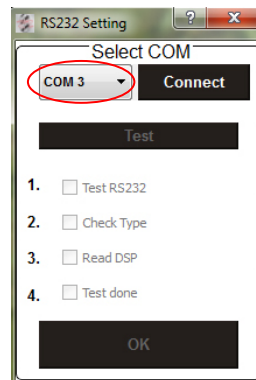 RS232 Setting ? X
Select COM
COM 3 Connect
Test
1. Test RS232
2. Check Type
3. Read DSP
4. Test done
OK